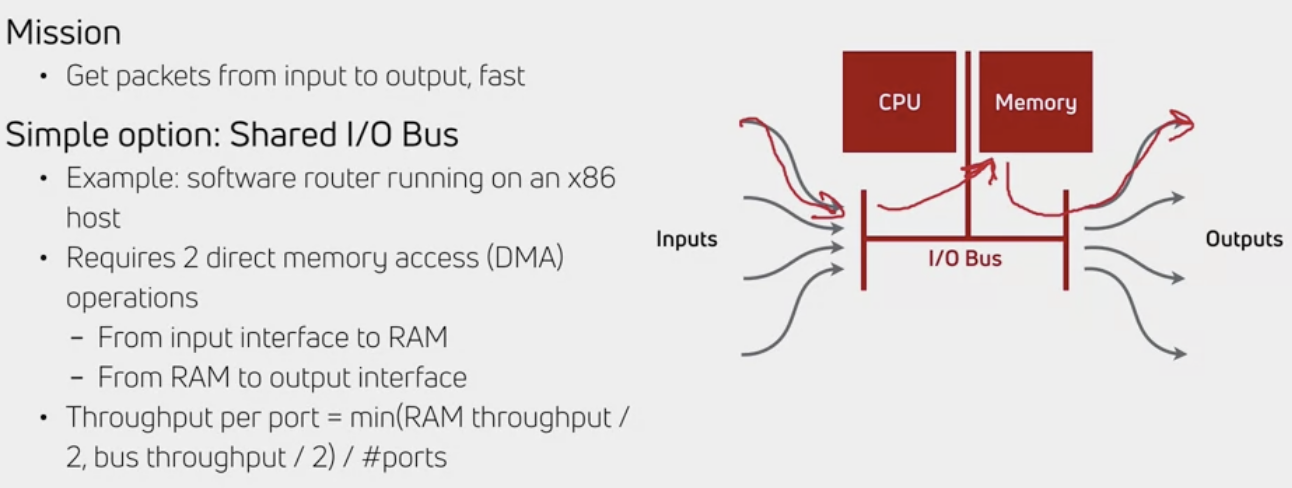 Mission
• Get packets from input to output, fast
Simple option: Shared I/O Bus
• Example: software router running on an x86
host
• Requires 2 direct memory access (DMA)
operations
– From input interface to RAM
– From RAM to output interface
• Throughput per port = min(RAM throughput /
2, bus throughput / 2) / #ports
CPU
Memory
Inputs
I/O Bus
Outputs